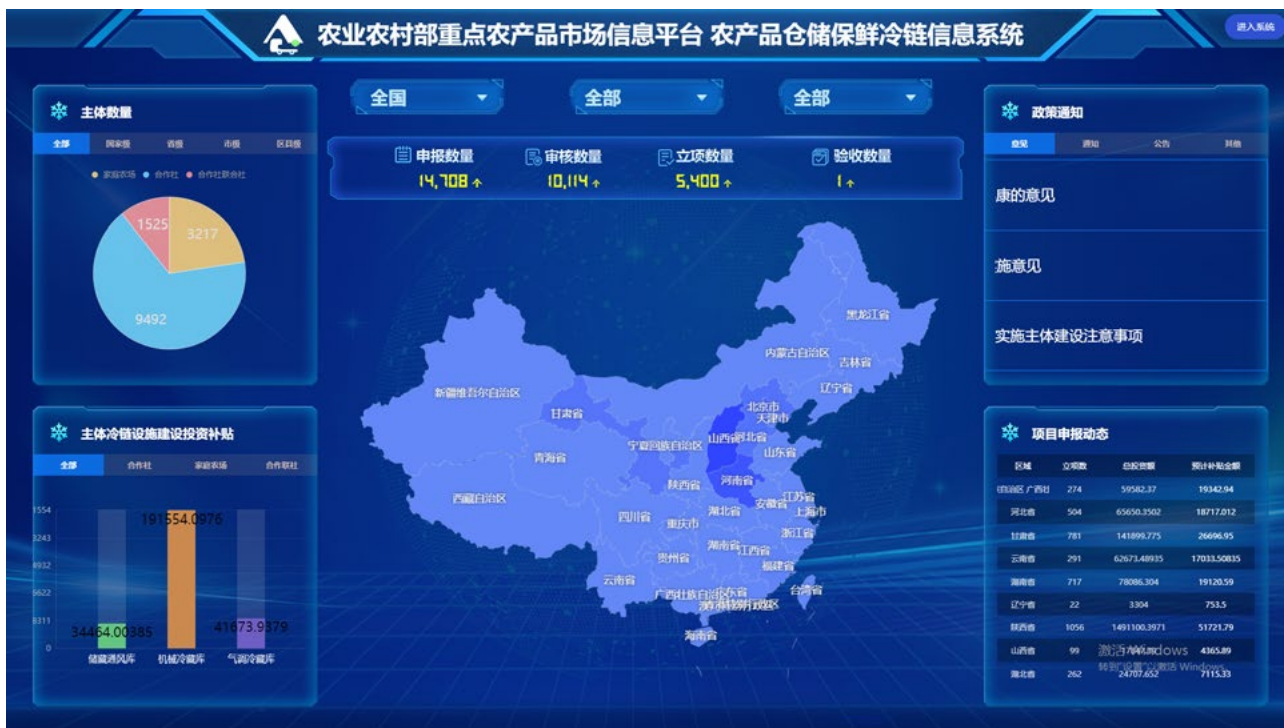 农业农村部重点农产品市场信息平台 农产品仓储保鲜冷链信息系统
进入系统
主体数量
全部 国家级 省级 市级 区县级
家庭农场 合作社 合作社联合社
1525
3217
9492
主体冷链设施建设投资补贴
全部 合作社 家庭农场 合作联社
1554
3243
4932
6622
8311
0
34464.00385
191554.0976
41673.9379
储藏通风库 机械冷藏库 气调冷藏库
全国 全部 全部
申报数量 审核数量 立项数量 验收数量
14,708 10,114 5,400 1
黑龙江省
内蒙古自治区
吉林省
辽宁省
新疆维吾尔自治区
北京市
天津市
甘肃省
宁夏回族自治区
山西省
河北省
山东省
青海省
陕西省
河南省
西藏自治区
江苏省
安徽省
上海市
四川省
湖北省
重庆市
浙江省
湖南省
江西省
贵州省
福建省
云南省
广西壮族自治区
广东省
台湾省
海南省
政策通知
意见 通知 公告 其他
康的意见
施意见
实施主体建设注意事项
项目申报动态
区域 立项数 总投资额 预计补贴金额
274 59582.37 19342.94
河北省 504 65650.3502 18717.012
甘肃省 781 141899.775 26696.95
云南省 291 62673.48935 17033.50835
湖南省 717 78086.304 19120.59
辽宁省 22 3304 753.5
陕西省 1056 1491100.3971 51721.79
山西省 99 4365.89
湖北省 262 24707.652 7115.33
激活 Windows
转到"设置"以激活 Windows。